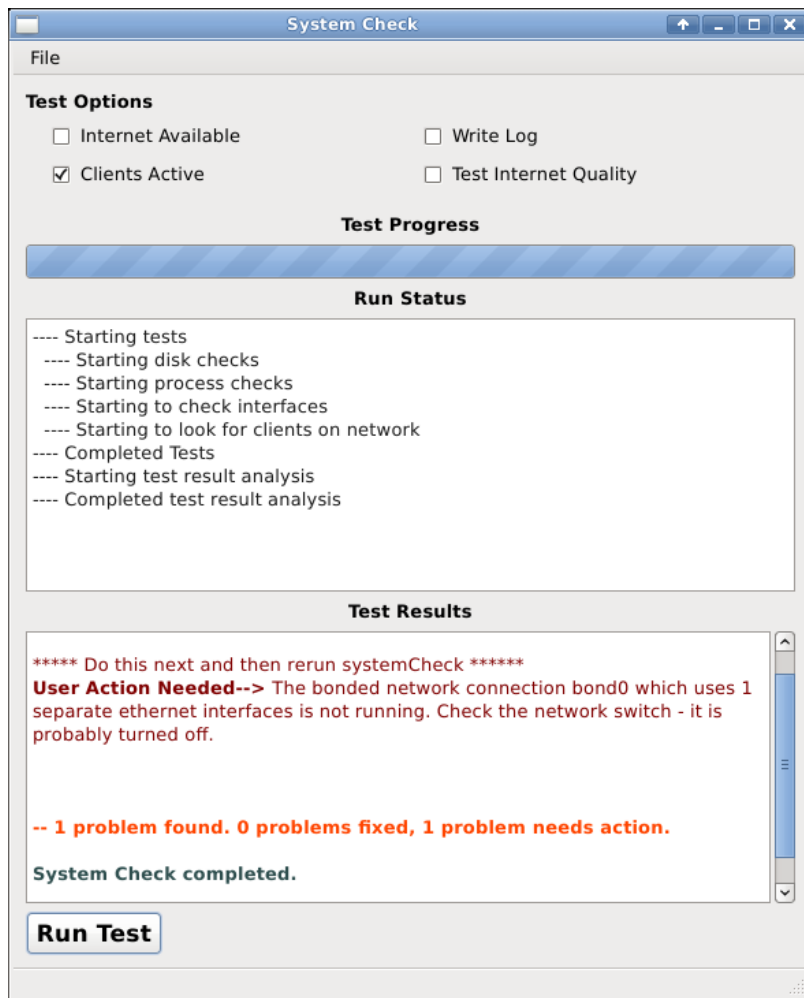 System Check
File
Test Options
Internet Available
Write Log
Clients Active
Test Internet Quality
Test Progress
Run Status
---- Starting tests
---- Starting disk checks
---- Starting process checks
---- Starting to check interfaces
---- Starting to look for clients on network
---- Completed Tests
---- Starting test result analysis
---- Completed test result analysis
Test Results
***** Do this next and then rerun systemCheck ******
User Action Needed--> The bonded network connection bond0 which uses 1
separate ethernet interfaces is not running. Check the network switch - it is
probably turned off.
-- 1 problem found. 0 problems fixed, 1 problem needs action.
System Check completed.
Run Test